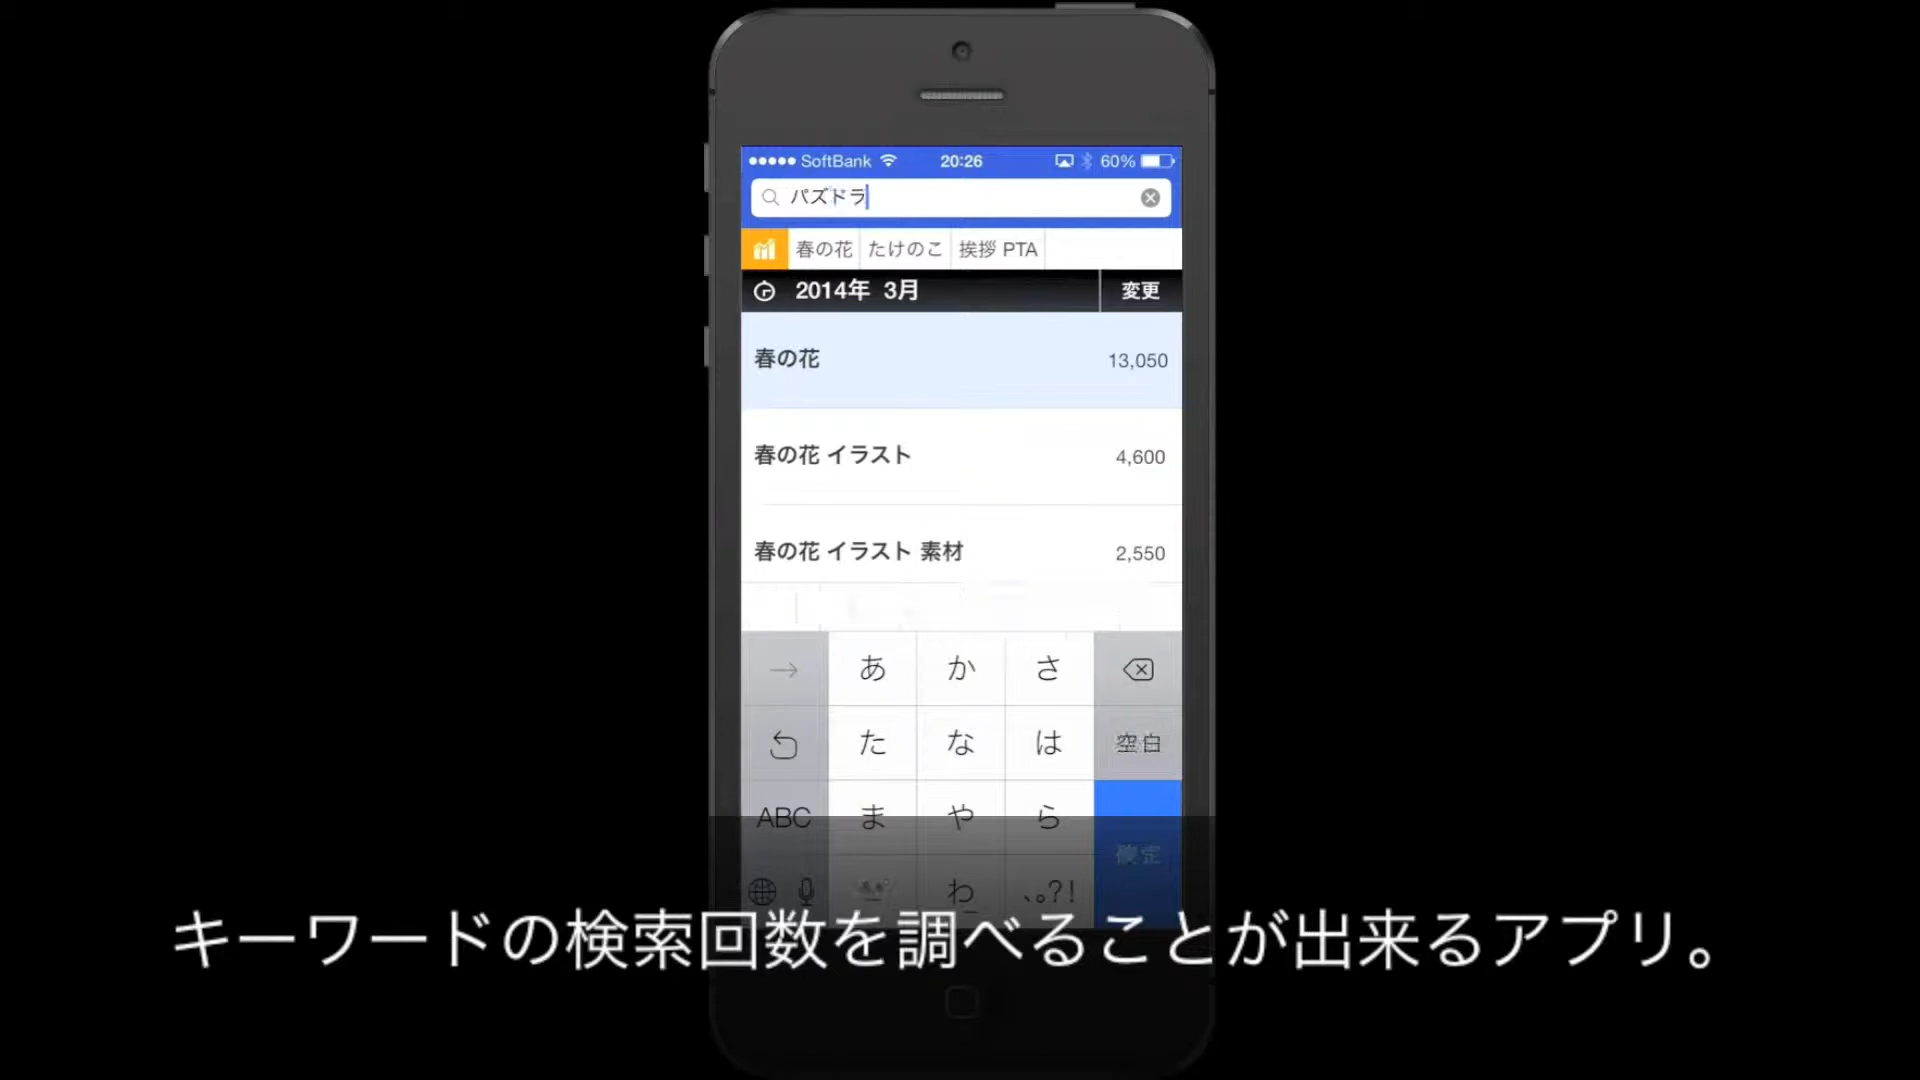 SoftBank 20:26 60%
パズドラ
春の花 たけのこ 挨拶 PTA
2014年 3月 変更
春の花 13,050
春の花 イラスト 4,600
春の花 イラスト 素材 2,550
→ あ か さ
た な は 空白
ABC ま や ら
確定
わ 、。?!
キーワードの検索回数を調べることが出来るアプリ。